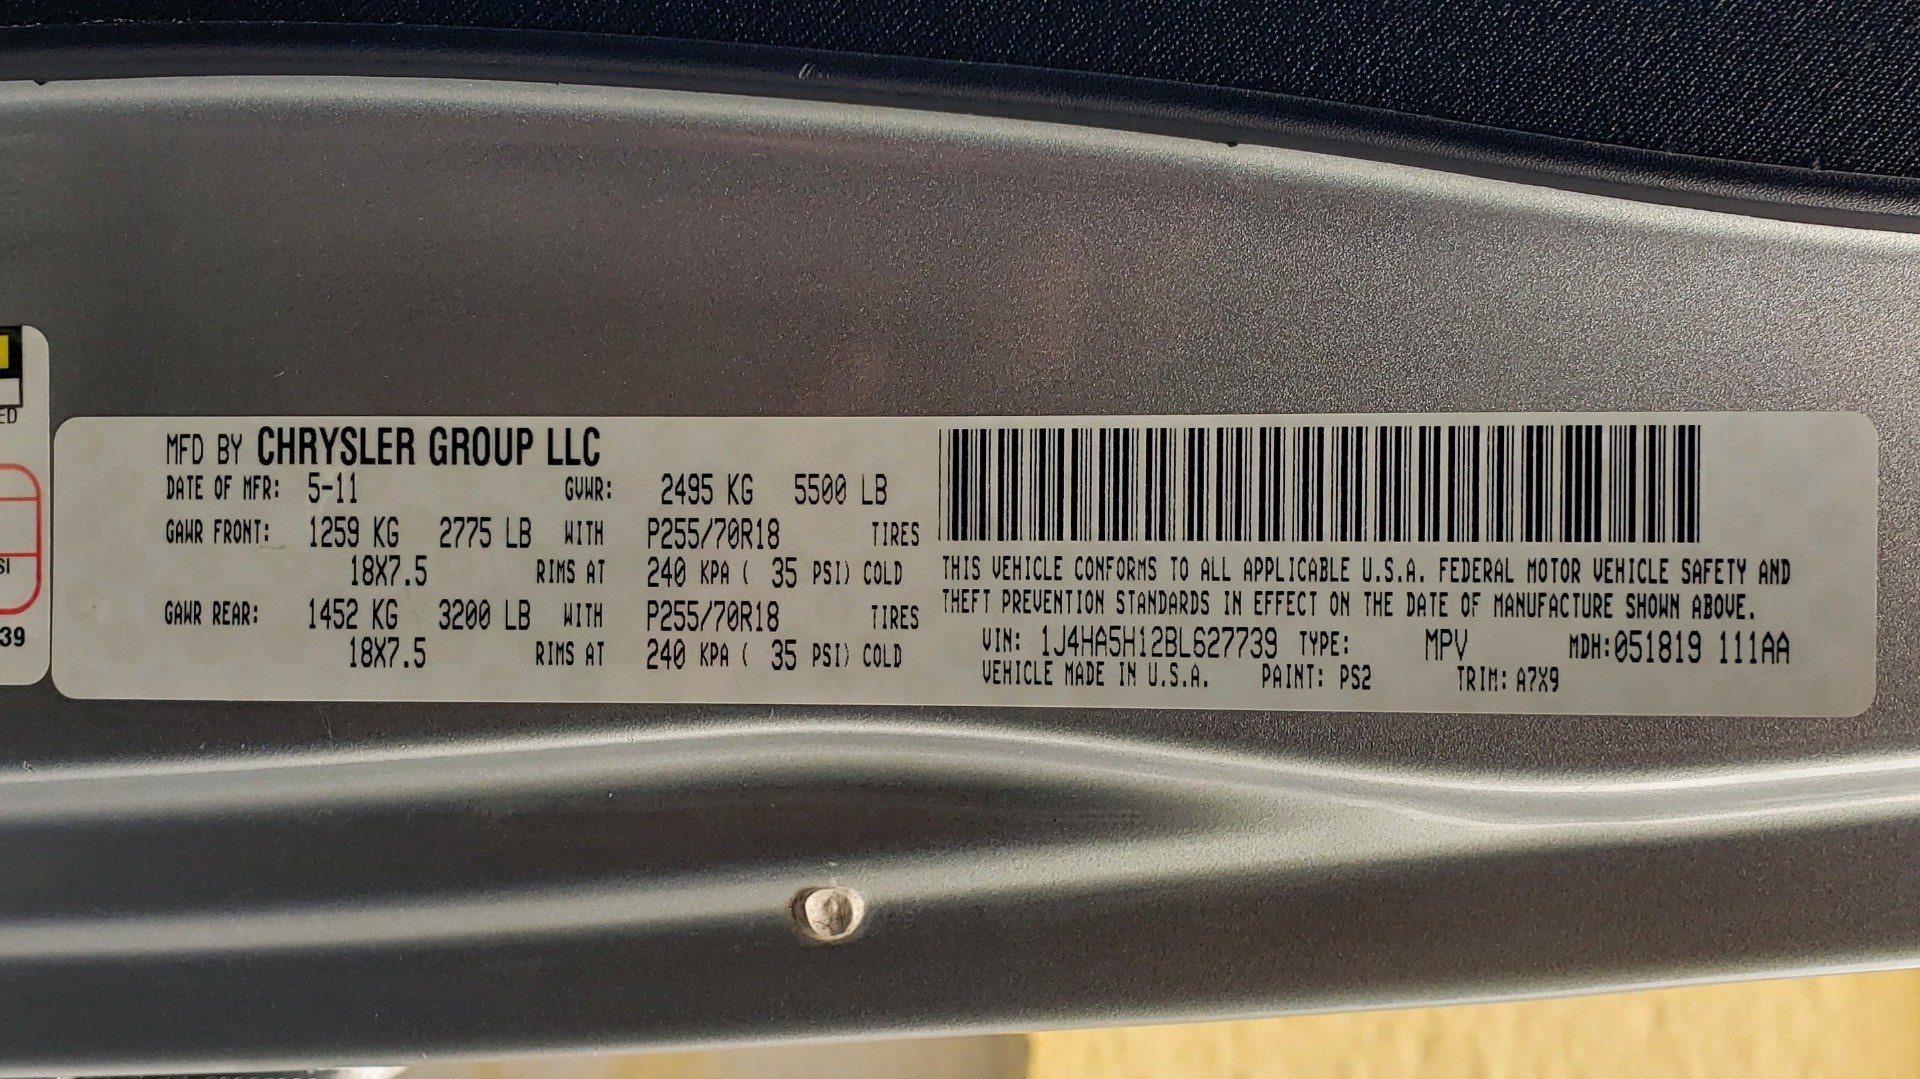 ED
SI
39
MFD BY CHRYSLER GROUP LLC
DATE OF MFR: 5-11 GVWR: 2495 KG 5500 LB
GAWR FRONT: 1259 KG 2775 LB WITH P255/70R18 TIRES
18X7.5 RIMS AT 240 KPA ( 35 PSI) COLD
GAWR REAR: 1452 KG 3200 LB WITH P255/70R18 TIRES
18X7.5 RIMS AT 240 KPA ( 35 PSI) COLD
THIS VEHICLE CONFORMS TO ALL APPLICABLE U.S.A. FEDERAL MOTOR VEHICLE SAFETY AND
THEFT PREVENTION STANDARDS IN EFFECT ON THE DATE OF MANUFACTURE SHOWN ABOVE.
VIN: 1J4HA5H12BL627739 TYPE: MPV MDH:051819 111AA
VEHICLE MADE IN U.S.A. PAINT: PS2 TRIM: A7X9